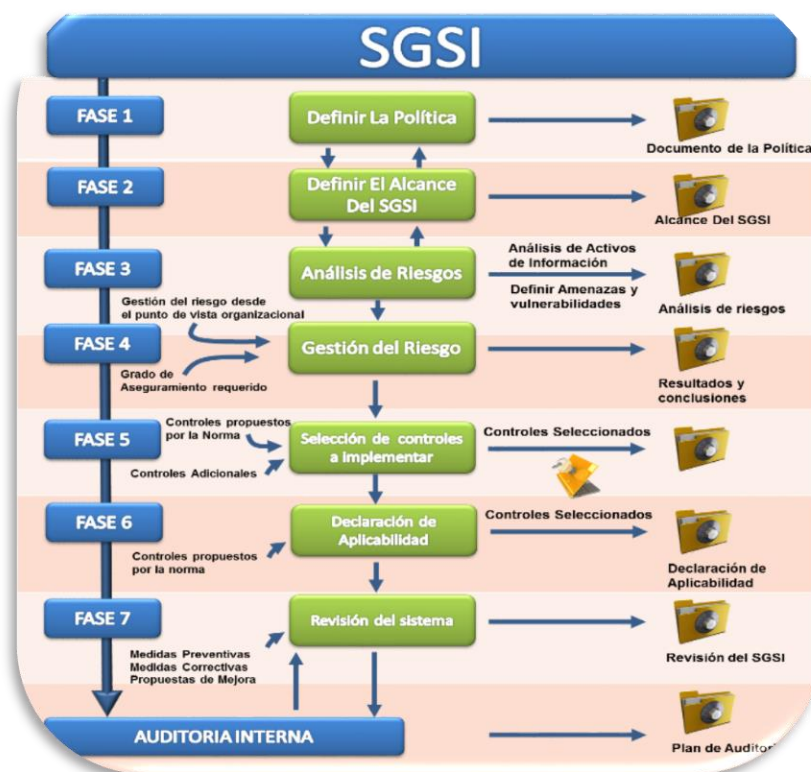 SGSI
FASE 1
Definir La Política
Documento de la Política
FASE 2
Definir El Alcance
Del SGSI
Alcance Del SGSI
FASE 3
Análisis de Riesgos
Análisis de Activos
de Información
Definir Amenazas y
vulnerabilidades
Análisis de riesgos
Gestión del riesgo desde
el punto de vista organizacional
FASE 4
Grado de
Aseguramiento requerido
Gestión del Riesgo
Resultados y
conclusiones
FASE 5
Controles propuestos
por la Norma
Controles Adicionales
Selección de controles
a implementar
Controles Seleccionados
FASE 6
Controles propuestos
por la norma
Declaración de
Aplicabilidad
Controles Seleccionados
Declaración de
Aplicabilidad
FASE 7
Medidas Preventivas
Medidas Correctivas
Propuestas de Mejora
Revisión del sistema
Revisión del SGSI
AUDITORIA INTERNA
Plan de Auditori